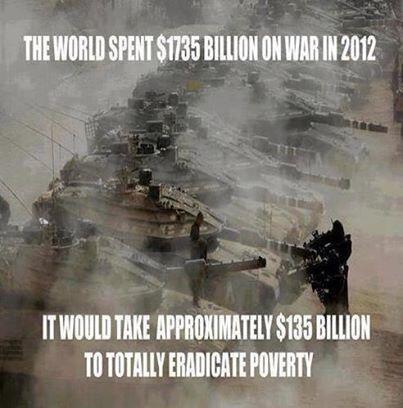 THE WORLD SPENT $1735 BILLION ON WAR IN 2012
IT WOULD TAKE APPROXIMATELY $135 BILLION
TO TOTALLY ERADICATE POVERTY